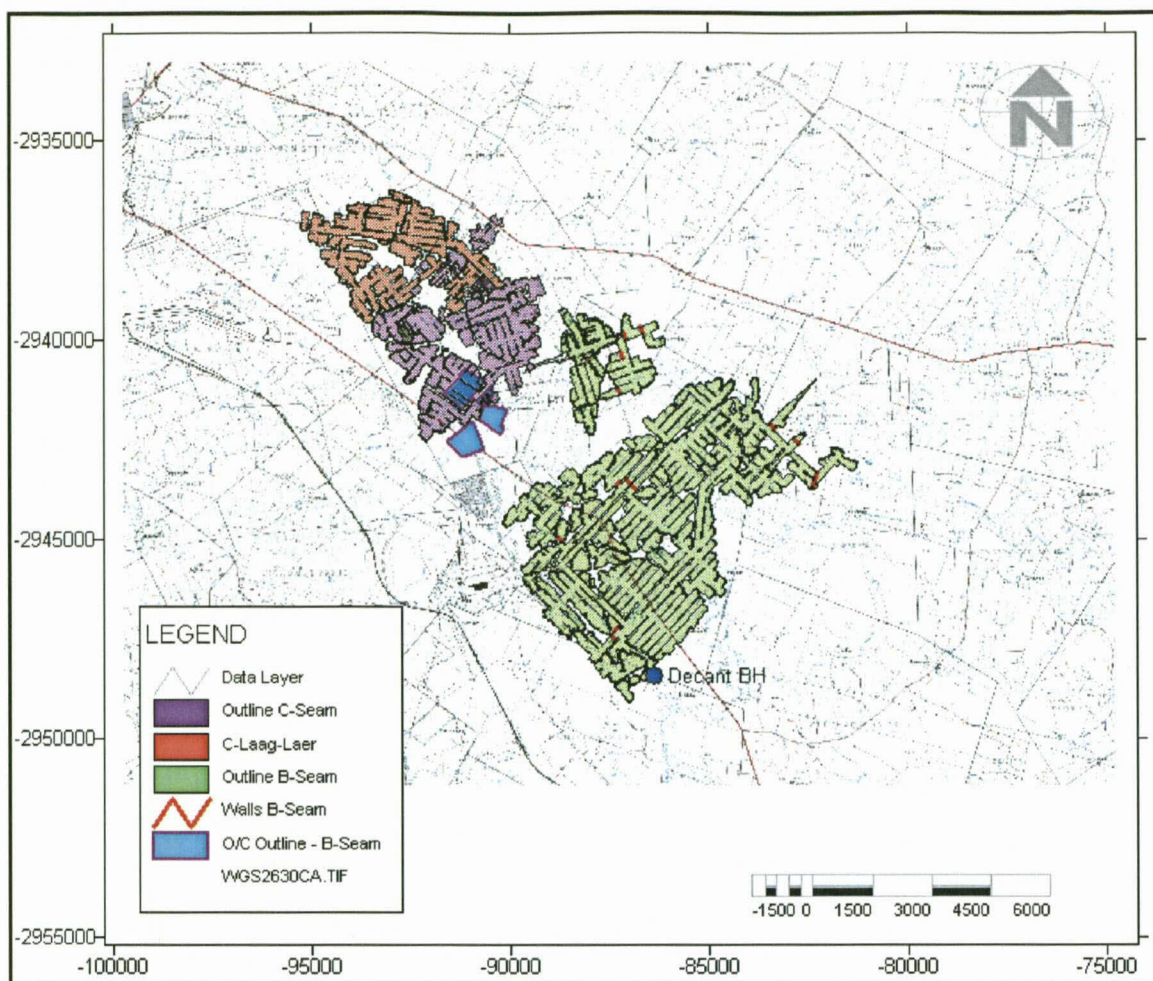 N
-2935000
-2940000
-2945000
-2950000
-2955000
Decant BH
LEGEND
Data Layer
Outline C-Seam
C-Laag-Laer
Outline B-Seam
Walls B-Seam
O/C Outline - B-Seam
WGS2630CA.TIF
-1500 0 1500 3000 4500 6000
-100000 -95000 -90000 -85000 -80000 -75000